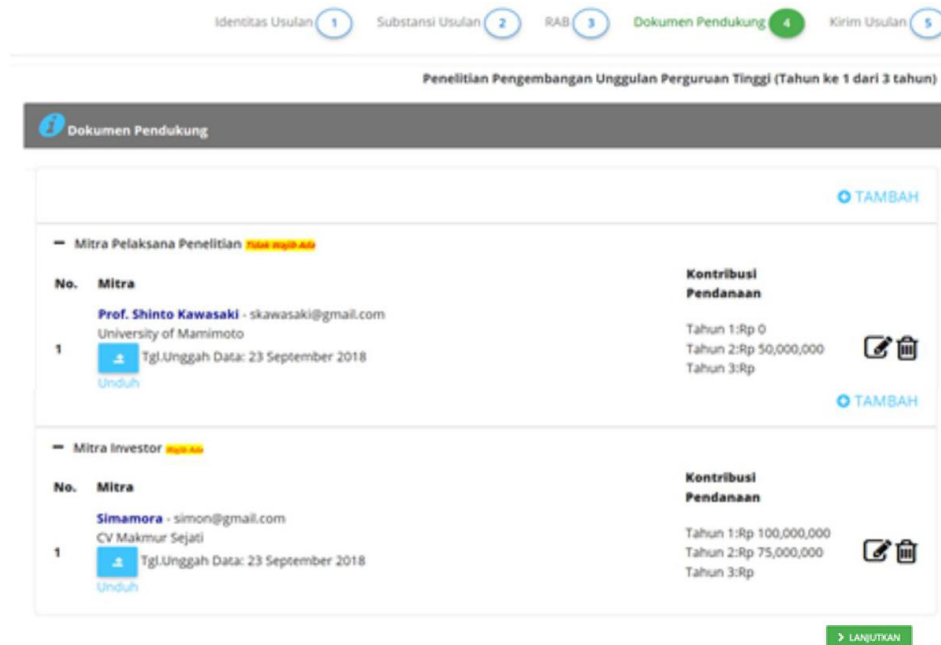 Identitas Usulan 1 Substansi Usulan 2 RAB 3 Dokumen Pendukung 4 Kirim Usulan 5
Penelitian Pengembangan Unggulan Perguruan Tinggi (Tahun ke 1 dari 3 tahun)
i Dokumen Pendukung
TAMBAH
Mitra Pelaksana Penelitian Tidak Wajib Ada
No. Mitra Kontribusi
Pendanaan
Prof. Shinto Kawasaki - skawasaki@gmail.com
University of Mamimoto
1 Tgl.Unggah Data: 23 September 2018
Unduh
Tahun 1:Rp 0
Tahun 2:Rp 50,000,000
Tahun 3:Rp
TAMBAH
Mitra Investor Wajib Ada
No. Mitra Kontribusi
Pendanaan
Simamora - simon@gmail.com
CV Makmur Sejati
1 Tgl.Unggah Data: 23 September 2018
Unduh
Tahun 1:Rp 100,000,000
Tahun 2:Rp 75,000,000
Tahun 3:Rp
> LANJUTKAN